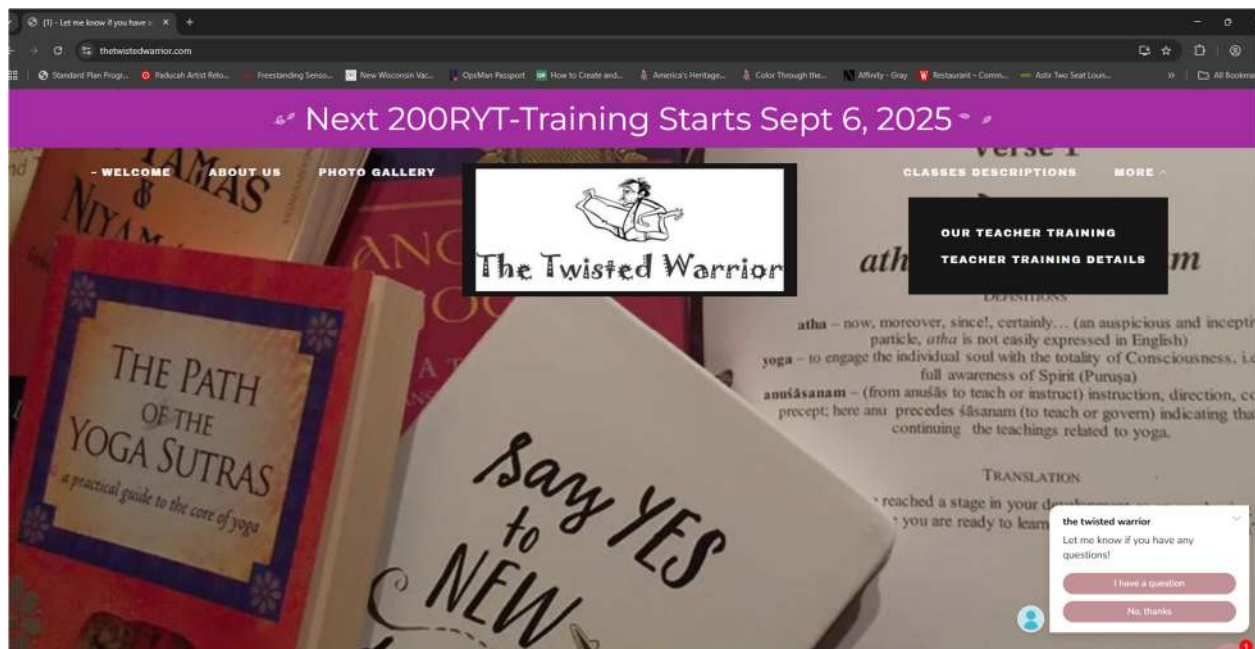 (1) - Let me know if you have
thetwistedwarrior.com
Standard Plan Progr...
Paducah Artist Relo...
Freestanding Senso...
New Wisconsin Vac...
OpsMan Passport
How to Create and...
America's Heritage...
Color Through the...
Affinity - Gray
Restaurant – Comm...
Astir Two Seat Loun...
All Bookma
Next 200RYT-Training Starts Sept 6, 2025
- WELCOME
ABOUT US
PHOTO GALLERY
The Twisted Warrior
CLASSES DESCRIPTIONS
MORE
OUR TEACHER TRAINING
TEACHER TRAINING DETAILS
YAMAS
&
NIYAM
THE PATH
OF THE
YOGA SUTRAS
a practical guide to the core of yoga
say YES
to
NEW
Verse 1
ath
m
DEFINITIONS
atha – now, moreover, since!, certainly... (an auspicious and incepti
particle, atha is not easily expressed in English)
yoga – to engage the individual soul with the totality of Consciousness, i.e
full awareness of Spirit (Puruṣa)
anuśāsanam – (from anuśās to teach or instruct) instruction, direction, co
precept; here anu precedes śāsanam (to teach or govern) indicating tha
continuing the teachings related to yoga.
TRANSLATION
reached a stage in your
you are ready to learn
the twisted warrior
Let me know if you have any
questions!
I have a question
No, thanks
1